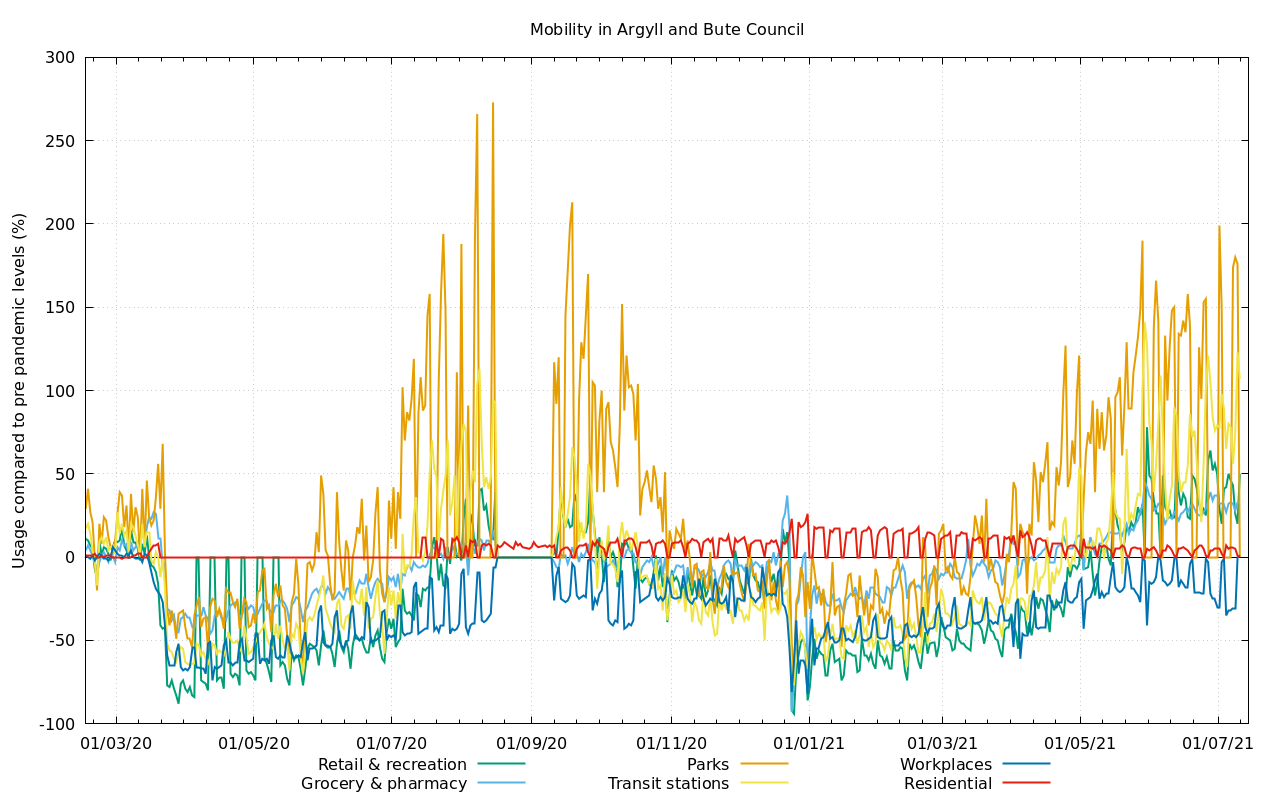 Mobility in Argyll and Bute Council
Usage compared to pre pandemic levels (%)
300
250
200
150
100
50
0
-50
-100
01/03/20 01/05/20 01/07/20 01/09/20 01/11/20 01/01/21 01/03/21 01/05/21 01/07/21
Retail & recreation Parks Workplaces
Grocery & pharmacy Transit stations Residential